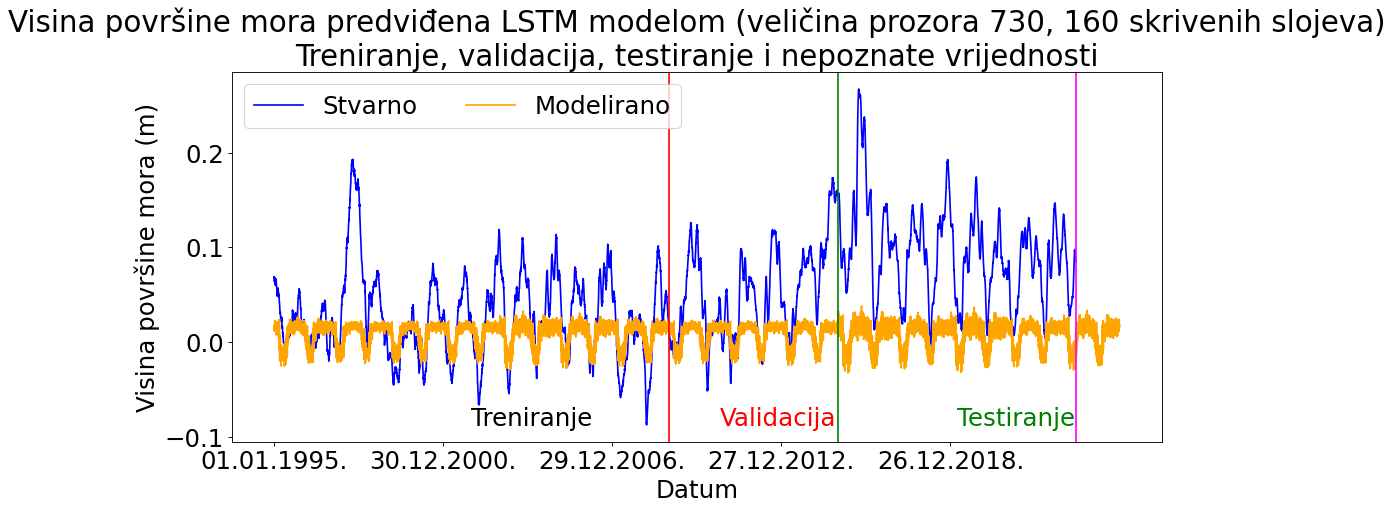 Visina površine mora predviđena LSTM modelom (veličina prozora 730, 160 skrivenih slojeva)
Treniranje, validacija, testiranje i nepoznate vrijednosti
Stvarno
Modelirano
Visina površine mora (m)
0.2
0.1
0.0
−0.1
Treniranje
Validacija
Testiranje
01.01.1995.
30.12.2000.
29.12.2006.
27.12.2012.
26.12.2018.
Datum